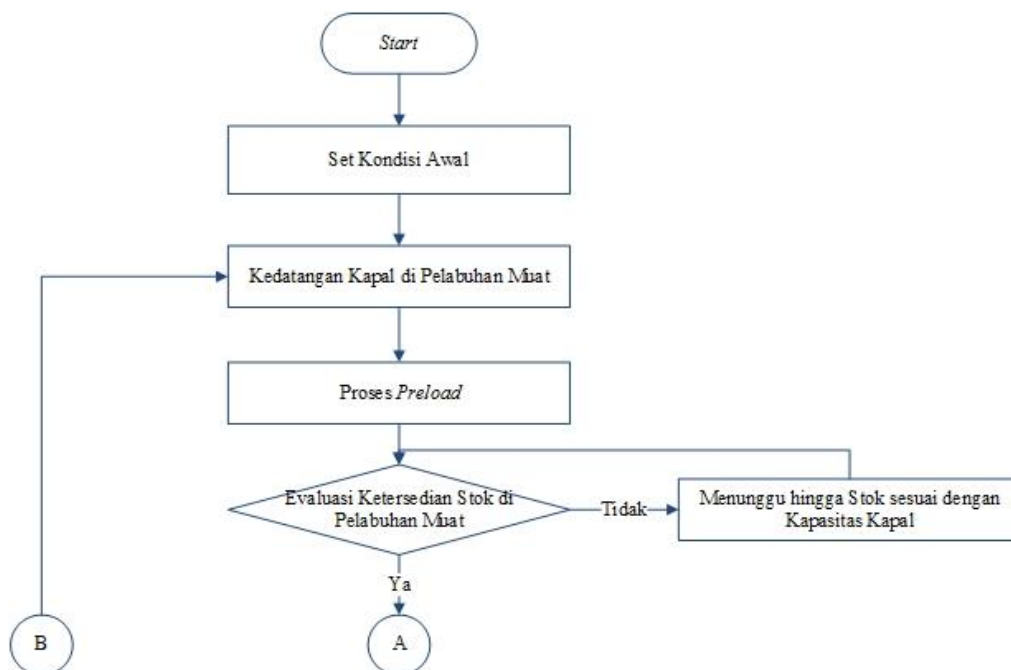 Start
Set Kondisi Awal
Kedatangan Kapal di Pelabuhan Muat
Proses Preload
Evaluasi Ketersedian Stok di
Pelabuhan Muat
Tidak
Menunggu hingga Stok sesuai dengan
Kapasitas Kapal
Ya
B
A